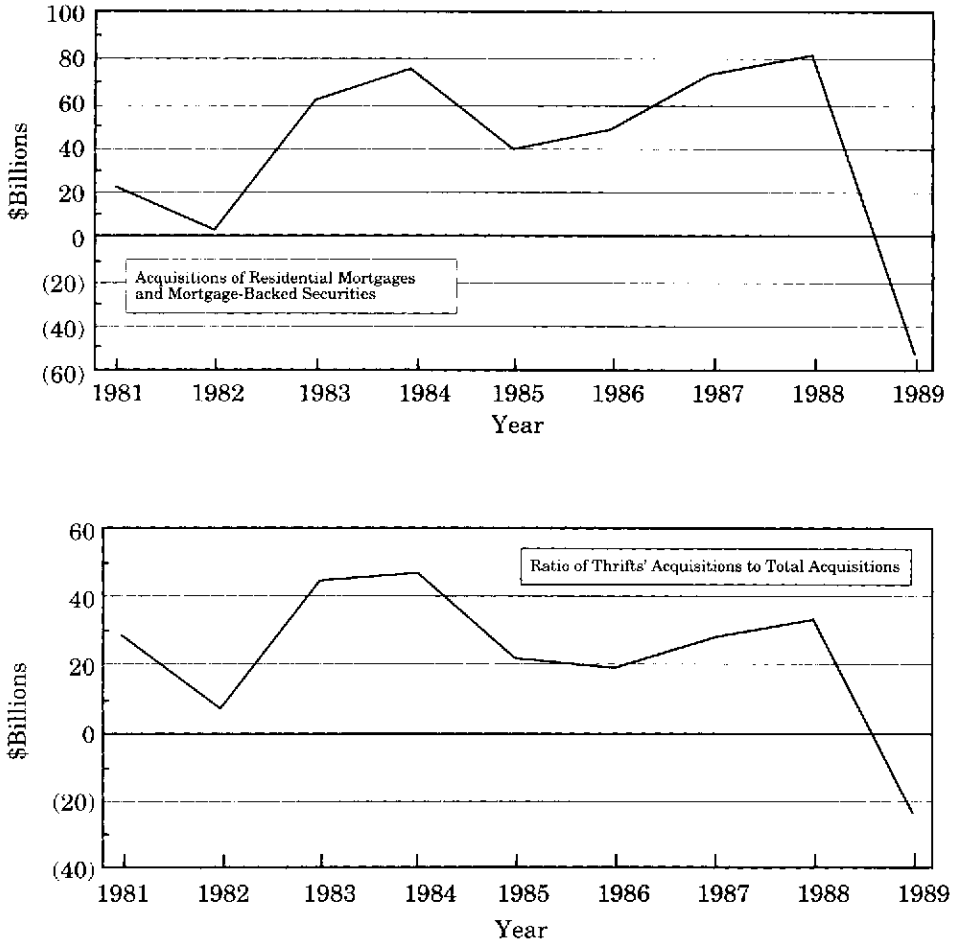 100
80
60
40
20
0
(20)
(40)
(60)
$Billions
Acquisitions of Residential Mortgages
and Mortgage-Backed Securities
1981 1982 1983 1984 1985 1986 1987 1988 1989
Year
60
40
20
0
(20)
(40)
$Billions
Ratio of Thrifts' Acquisitions to Total Acquisitions
1981 1982 1983 1984 1985 1986 1987 1988 1989
Year